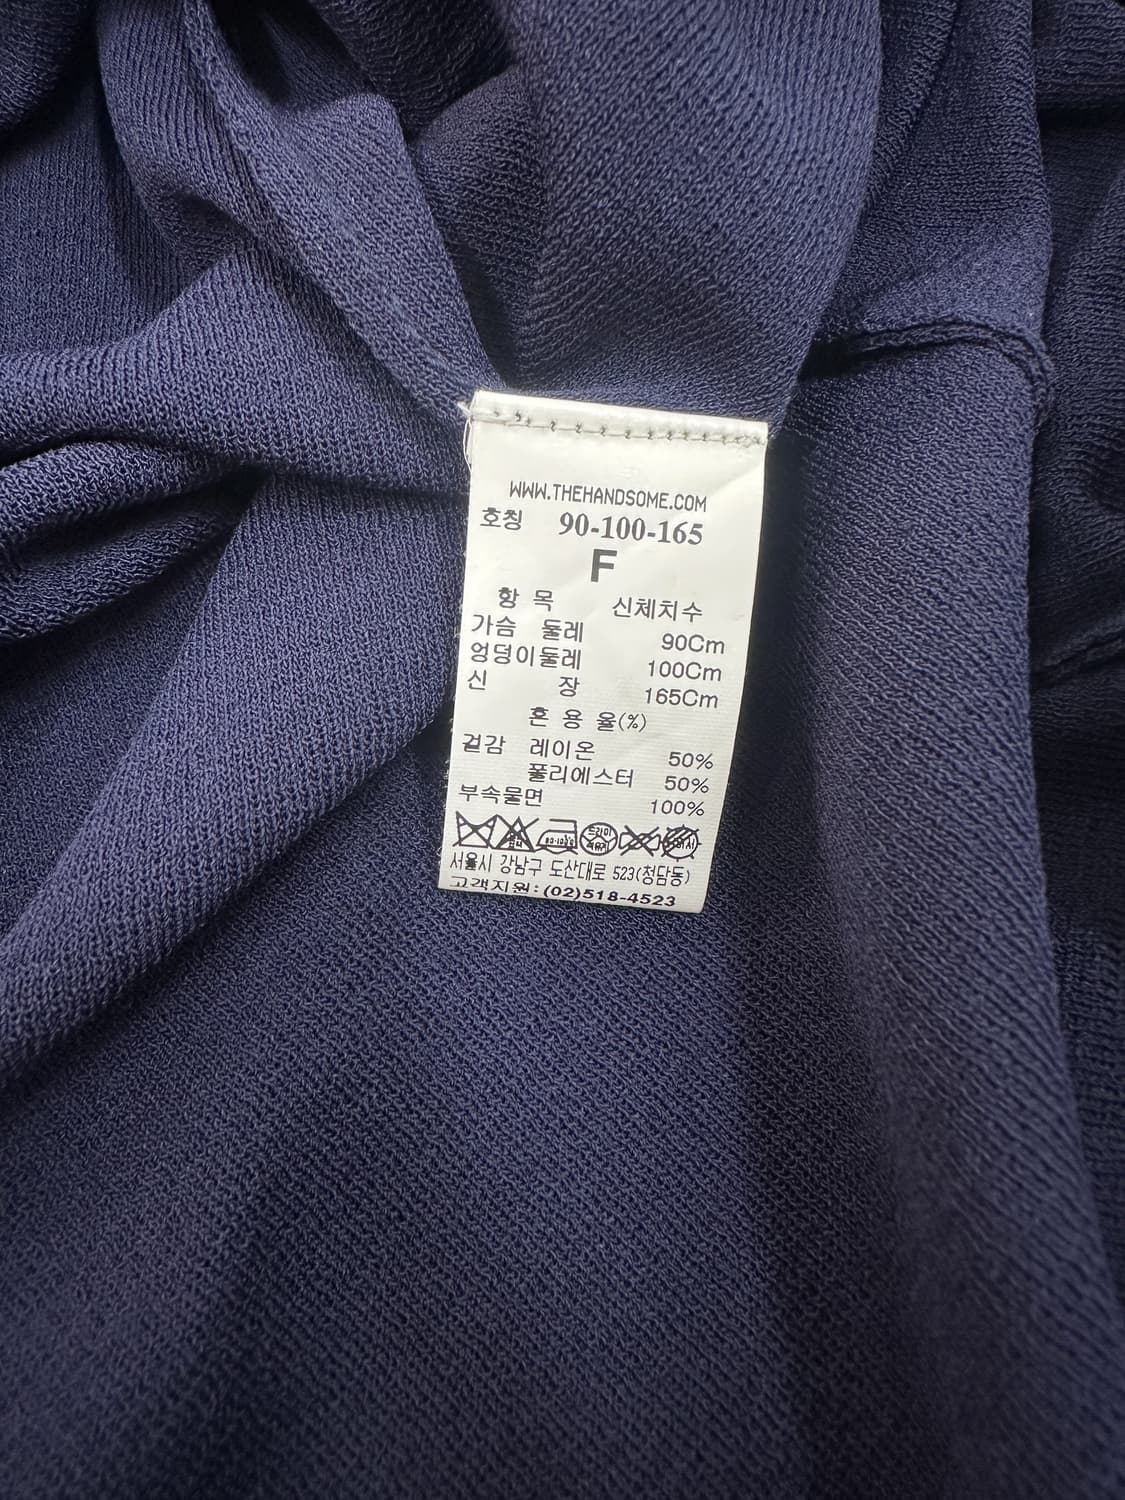 WWW.THEHANDSOME.COM
호칭 90-100-165
F
항 목 신체치수
가슴 둘레 90Cm
엉덩이둘레 100Cm
신 장 165Cm
혼 용 율(%)
겉감 레이온 50%
폴리에스터 50%
부속물면 100%
드라이
서울시 강남구 도산대로 523(청담동)
고객지원:(02)518-4523